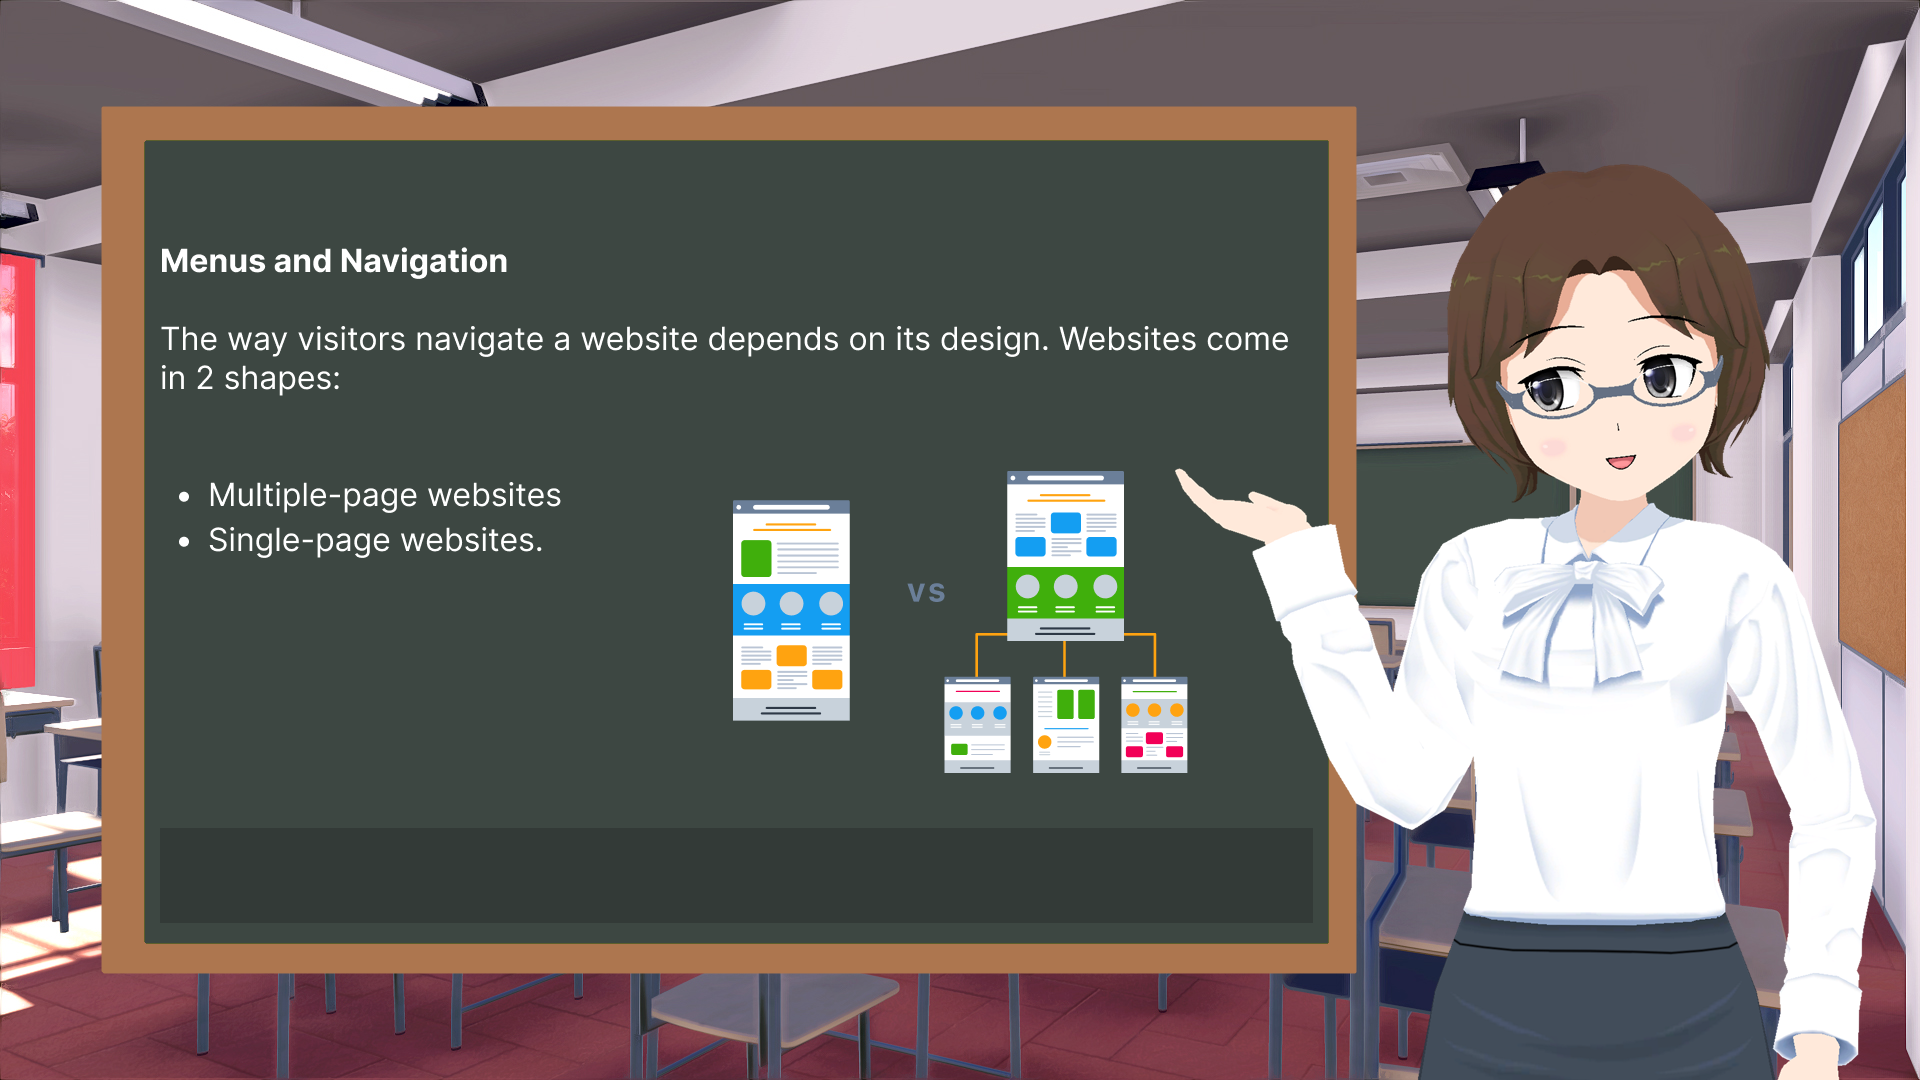 Menus and Navigation
The way visitors navigate a website depends on its design. Websites come
in 2 shapes:
• Multiple-page websites
• Single-page websites.
vs